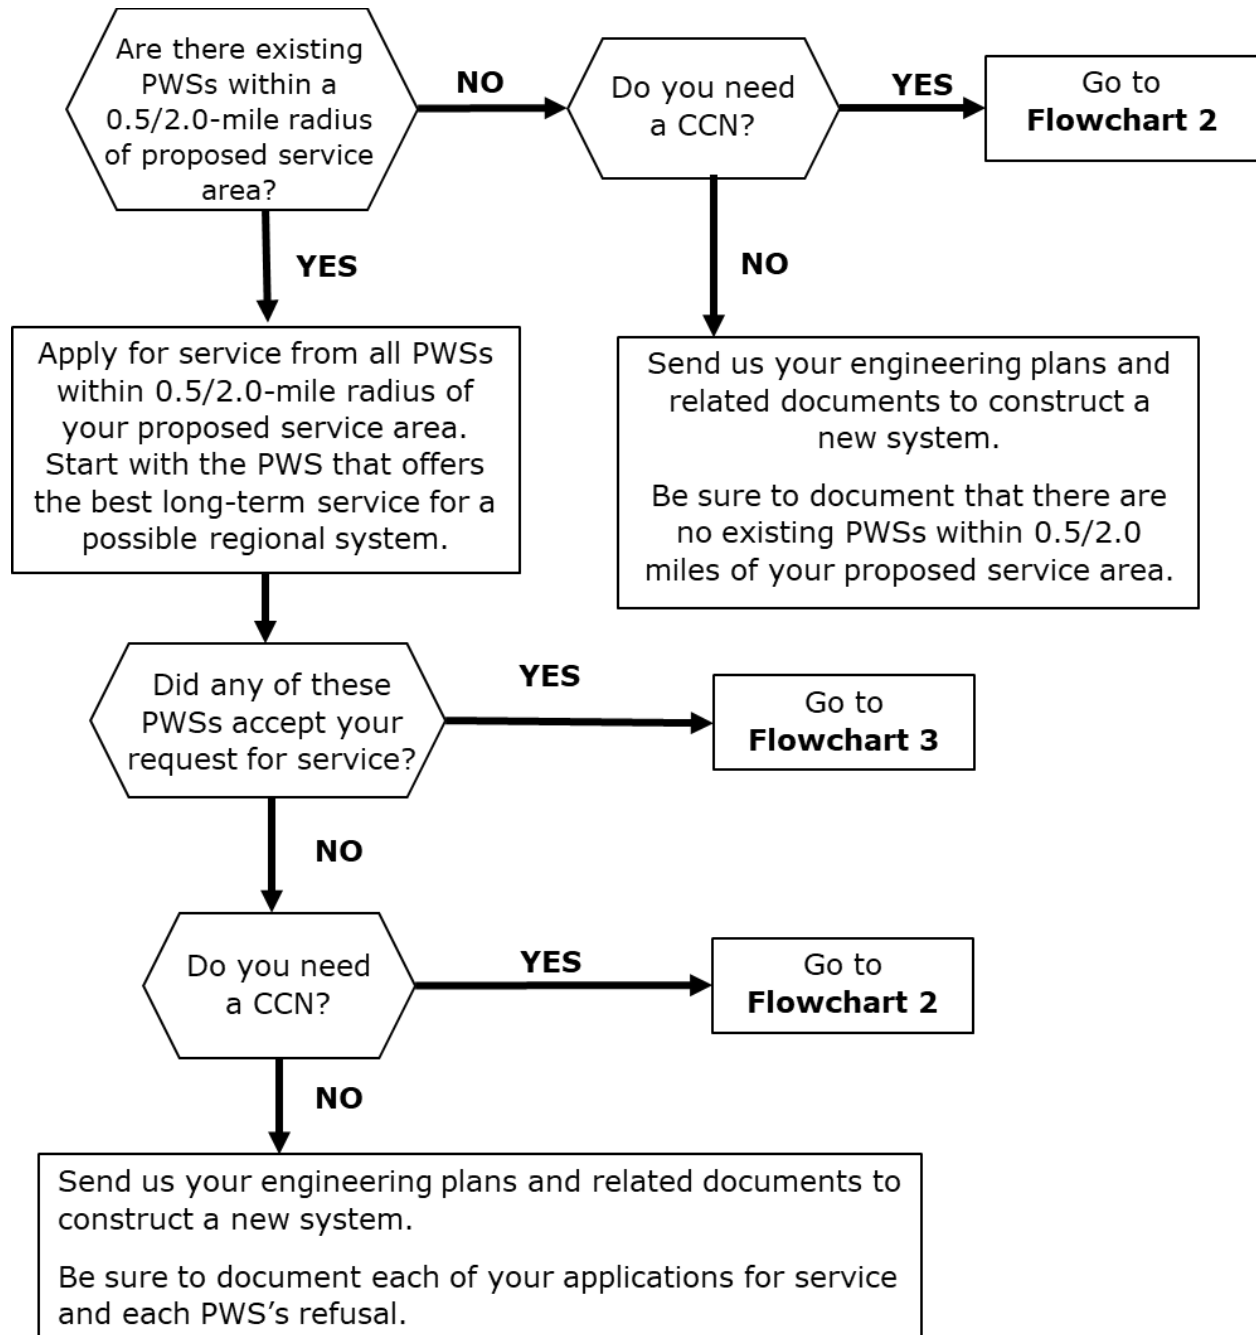 Are there existing
PWSs within a
0.5/2.0-mile radius
of proposed service
area?
NO
Do you need
a CCN?
YES
Go to
Flowchart 2
YES
NO
Apply for service from all PWSs
within 0.5/2.0-mile radius of
your proposed service area.
Start with the PWS that offers
the best long-term service for a
possible regional system.
Send us your engineering plans and
related documents to construct a
new system.
Be sure to document that there are
no existing PWSs within 0.5/2.0
miles of your proposed service area.
Did any of these
PWSs accept your
request for service?
YES
Go to
Flowchart 3
NO
Do you need
a CCN?
YES
Go to
Flowchart 2
NO
Send us your engineering plans and related documents to
construct a new system.
Be sure to document each of your applications for service
and each PWS’s refusal.